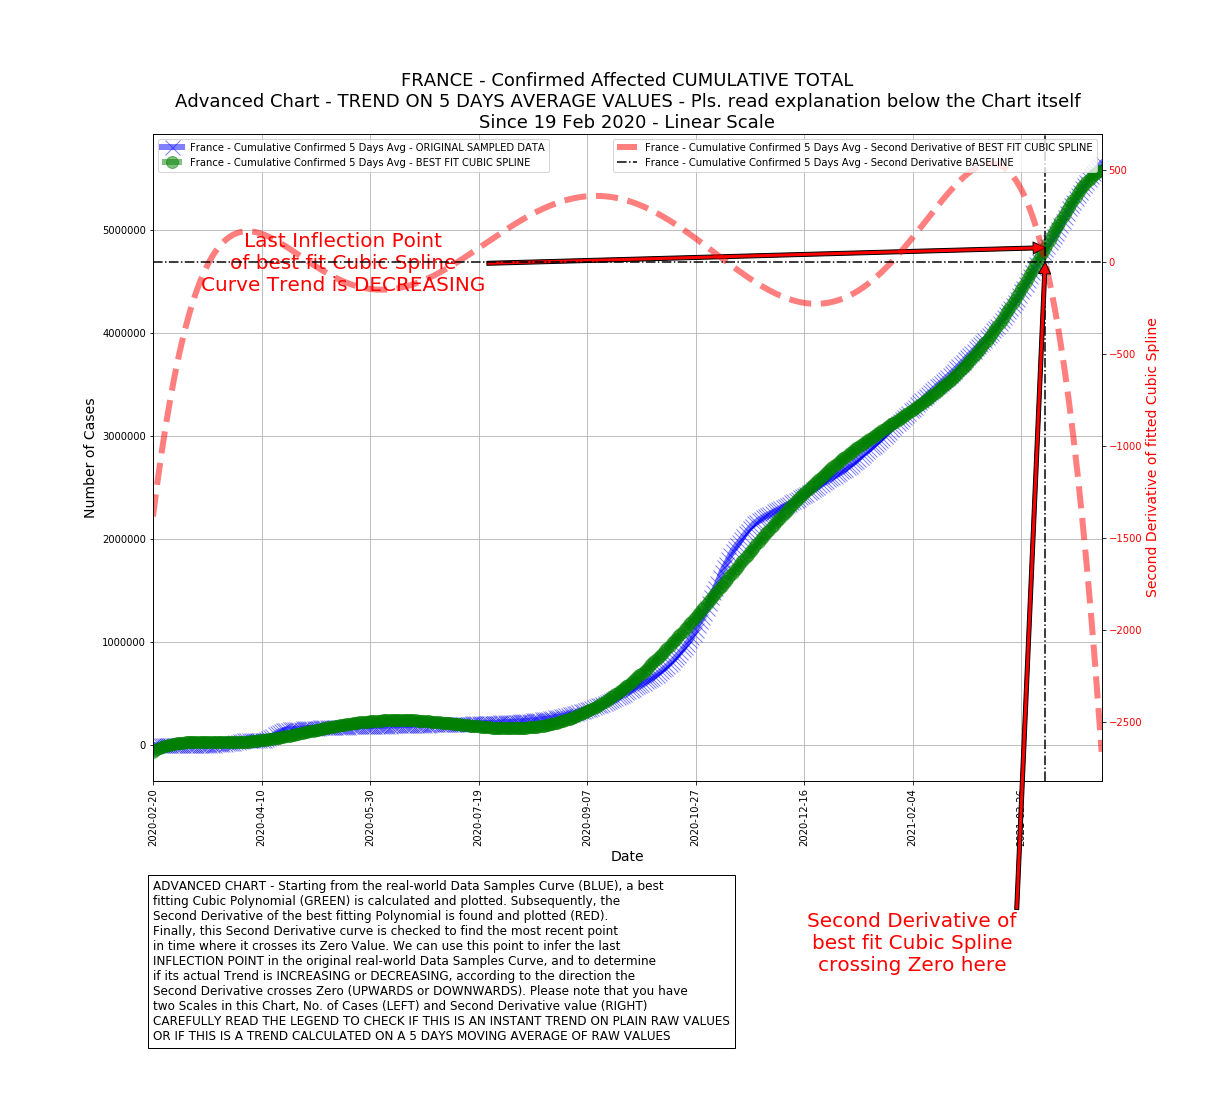 FRANCE - Confirmed Affected CUMULATIVE TOTAL
Advanced Chart - TREND ON 5 DAYS AVERAGE VALUES - Pls. read explanation below the Chart itself
Since 19 Feb 2020 - Linear Scale
France - Cumulative Confirmed 5 Days Avg - ORIGINAL SAMPLED DATA
France - Cumulative Confirmed 5 Days Avg - BEST FIT CUBIC SPLINE
France - Cumulative Confirmed 5 Days Avg - Second Derivative of BEST FIT CUBIC SPLINE
France - Cumulative Confirmed 5 Days Avg - Second Derivative BASELINE
Last Inflection Point
of best fit Cubic Spline
Curve Trend is DECREASING
Number of Cases
5000000
4000000
3000000
2000000
1000000
0
500
0
−500
−1000
−1500
−2000
−2500
Second Derivative of fitted Cubic Spline
2020-02-20
2020-04-10
2020-05-30
2020-07-19
2020-09-07
2020-10-27
2020-12-16
2021-02-04
2021-03-26
Date
Second Derivative of
best fit Cubic Spline
crossing Zero here
ADVANCED CHART - Starting from the real-world Data Samples Curve (BLUE), a best
fitting Cubic Polynomial (GREEN) is calculated and plotted. Subsequently, the
Second Derivative of the best fitting Polynomial is found and plotted (RED).
Finally, this Second Derivative curve is checked to find the most recent point
in time where it crosses its Zero Value. We can use this point to infer the last
INFLECTION POINT in the original real-world Data Samples Curve, and to determine
if its actual Trend is INCREASING or DECREASING, according to the direction the
Second Derivative crosses Zero (UPWARDS or DOWNWARDS). Please note that you have
two Scales in this Chart, No. of Cases (LEFT) and Second Derivative value (RIGHT)
CAREFULLY READ THE LEGEND TO CHECK IF THIS IS AN INSTANT TREND ON PLAIN RAW VALUES
OR IF THIS IS A TREND CALCULATED ON A 5 DAYS MOVING AVERAGE OF RAW VALUES